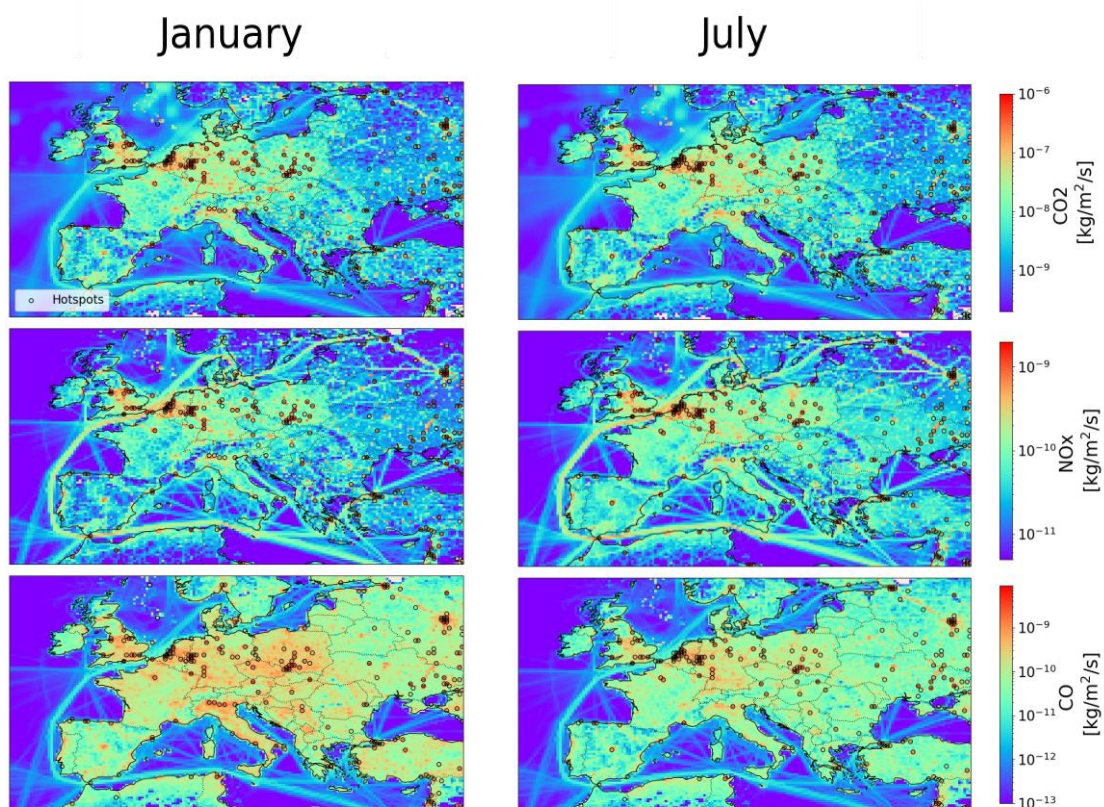 January
July
10⁻⁶
10⁻⁷
10⁻⁸
10⁻⁹
CO2
[kg/m²/s]
Hotspots
10⁻⁹
10⁻¹⁰
10⁻¹¹
NOx
[kg/m²/s]
10⁻⁹
10⁻¹⁰
10⁻¹¹
10⁻¹²
10⁻¹³
CO
[kg/m²/s]